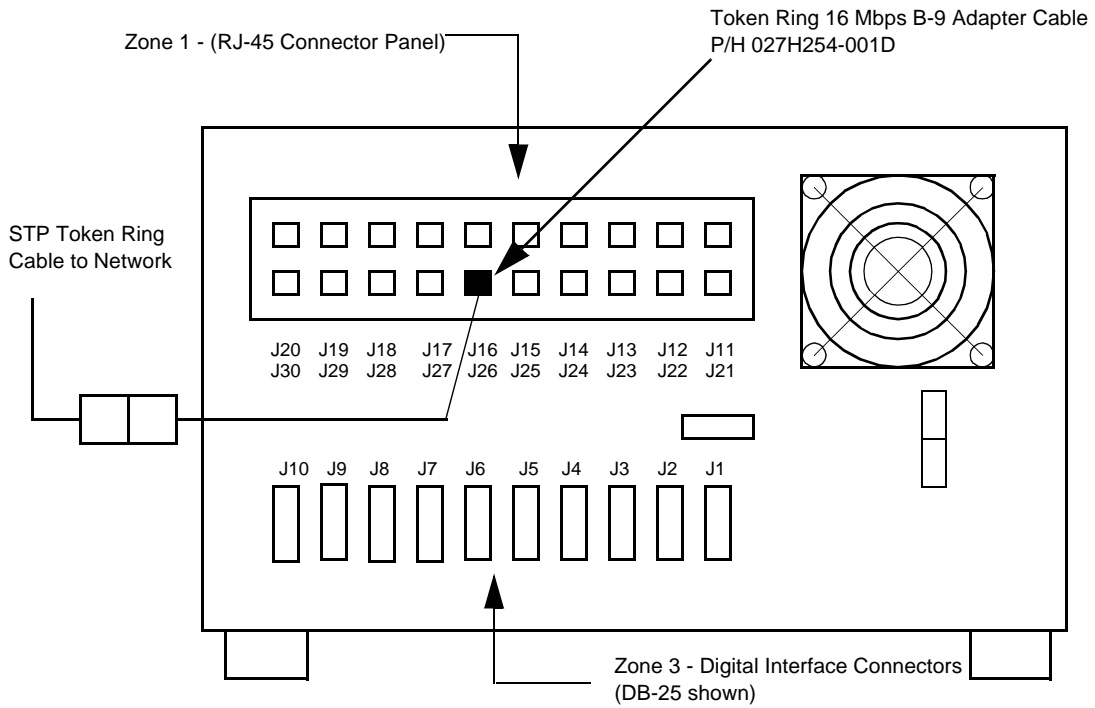 Token Ring 16 Mbps B-9 Adapter Cable
P/H 027H254-001D
Zone 1 - (RJ-45 Connector Panel)
STP Token Ring
Cable to Network
J20 J19 J18 J17 J16 J15 J14 J13 J12 J11
J30 J29 J28 J27 J26 J25 J24 J23 J22 J21
J10 J9 J8 J7 J6 J5 J4 J3 J2 J1
Zone 3 - Digital Interface Connectors
(DB-25 shown)